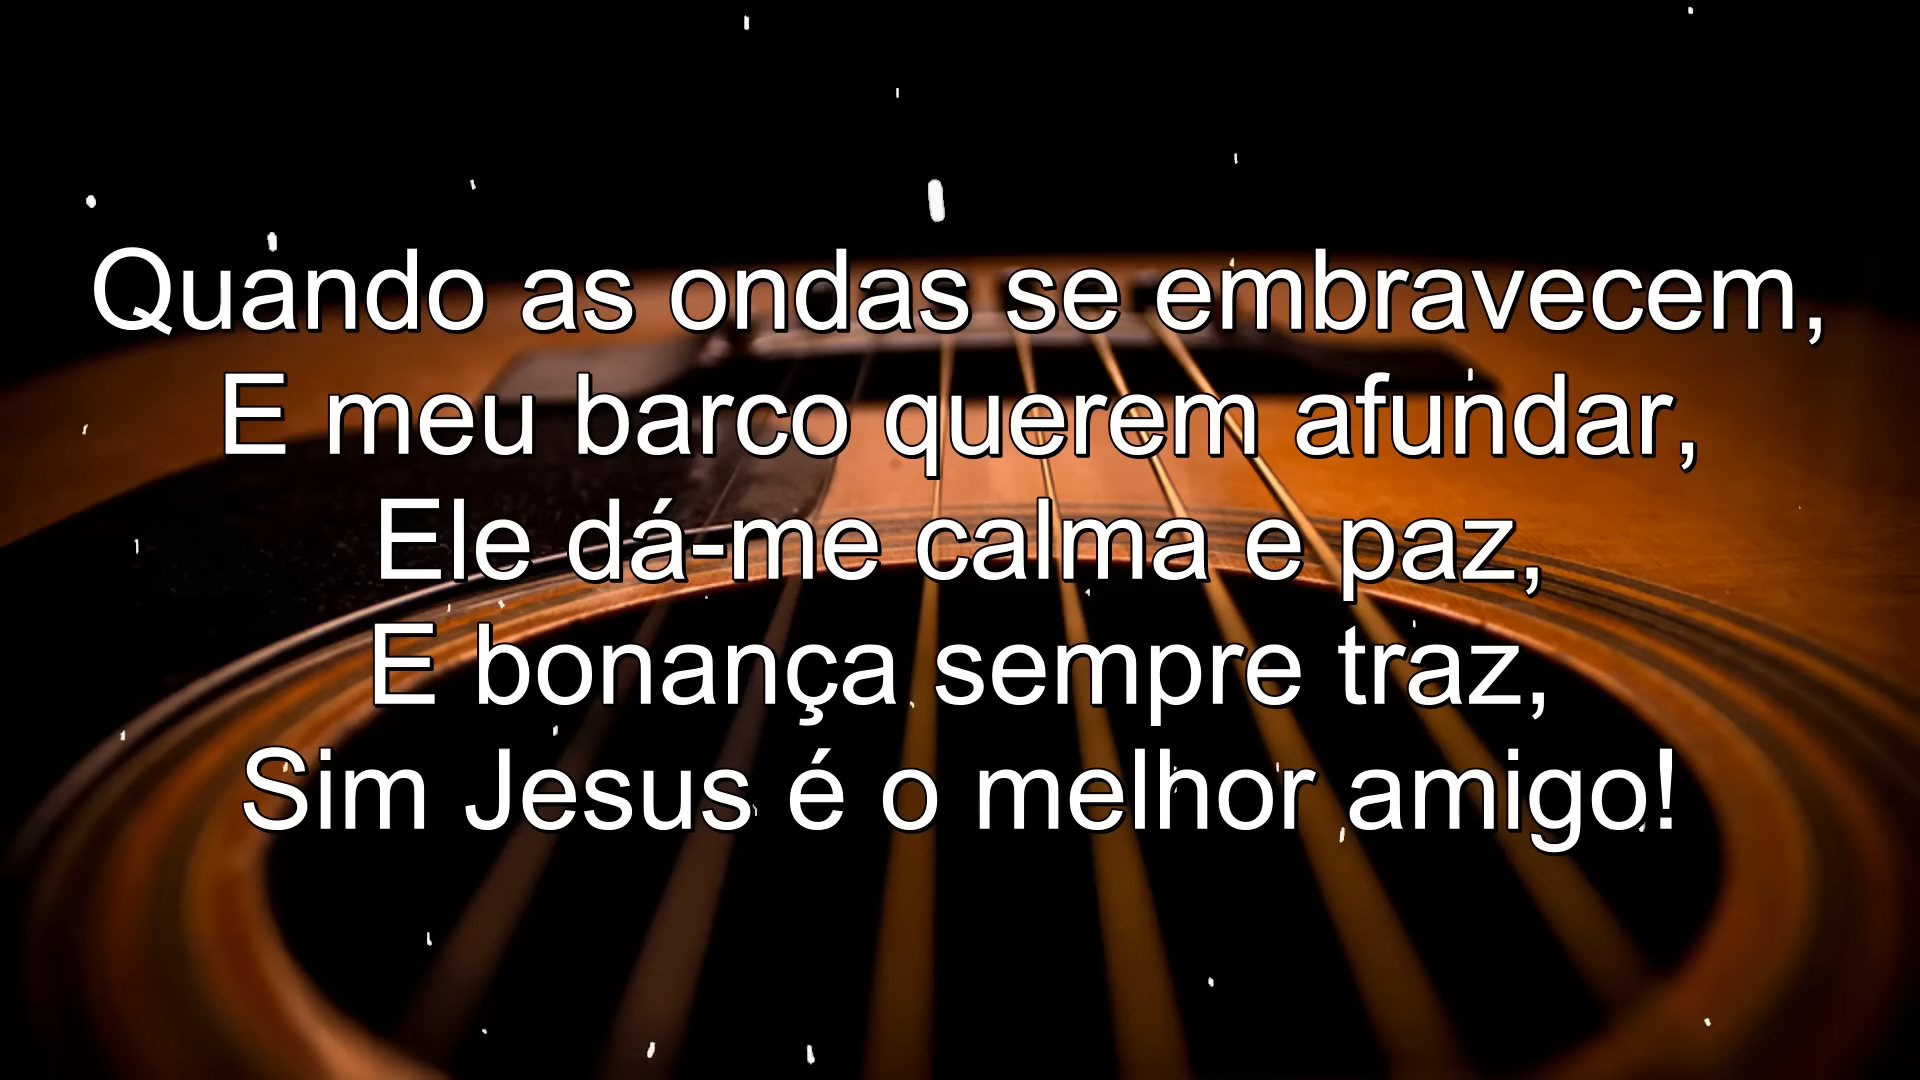 Quando as ondas se embravecem,
E meu barco querem afundar,
Ele dá-me calma e paz,
E bonança sempre traz,
Sim Jesus é o melhor amigo!